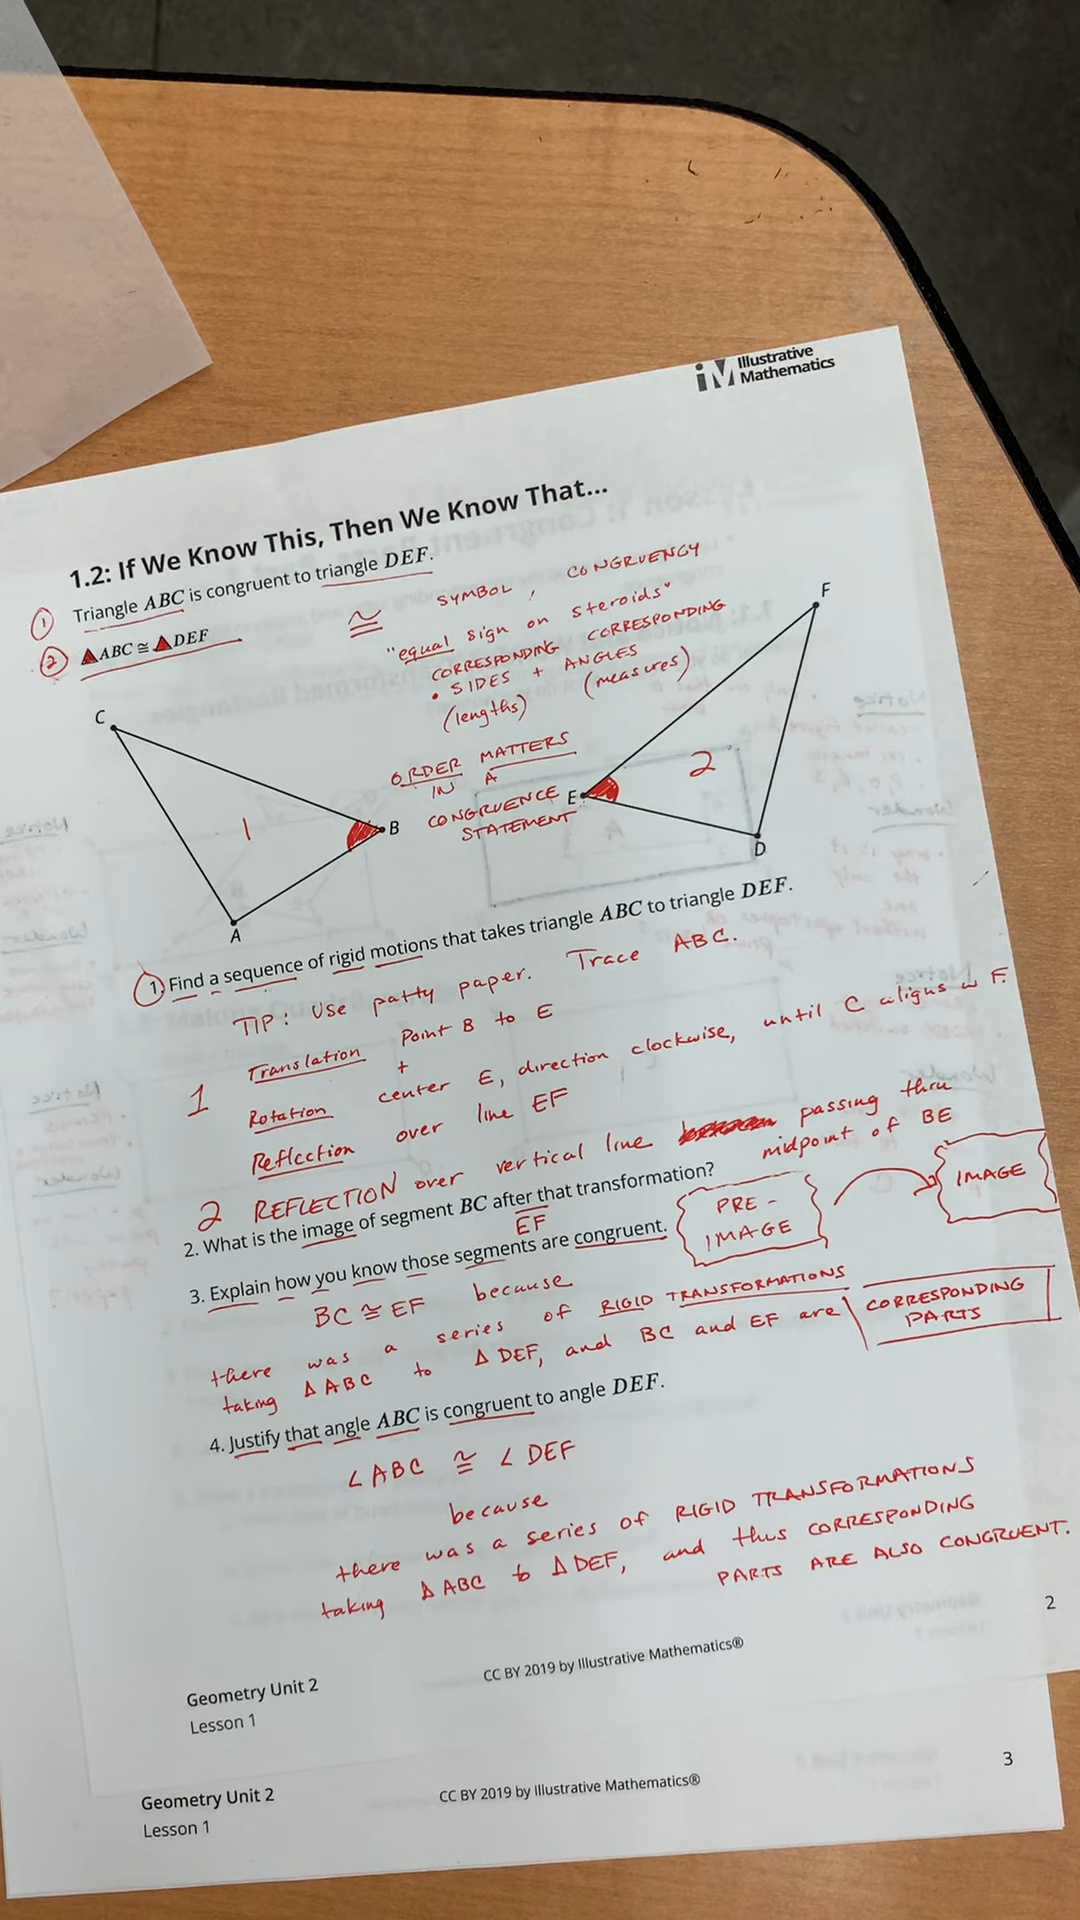 iM Illustrative
Mathematics
1.2: If We Know This, Then We Know That...
① Triangle ABC is congruent to triangle DEF.
② ▲ABC ≅ ▲DEF
≅ SYMBOL, CONGRUENCY
"equal sign on steroids"
CORRESPONDING CORRESPONDING
• SIDES + ANGLES
(lengths) (measures)
ORDER MATTERS
IN A
CONGRUENCE
STATEMENT
C
B
A
1
F
E
D
2
1. Find a sequence of rigid motions that takes triangle ABC to triangle DEF.
TIP: Use patty paper. Trace ABC.
1 Translation Point B to E
+
Rotation center E, direction clockwise, until C aligns w F.
Reflection over line EF
2 REFLECTION over vertical line passing thru
midpoint of BE
2. What is the image of segment BC after that transformation?
EF
PRE-
IMAGE
IMAGE
3. Explain how you know those segments are congruent.
BC ≅ EF because
there was a series of RIGID TRANSFORMATIONS
taking Δ ABC to Δ DEF, and BC and EF are CORRESPONDING
PARTS
4. Justify that angle ABC is congruent to angle DEF.
∠ABC ≅ ∠DEF
because
there was a series of RIGID TRANSFORMATIONS
taking Δ ABC to Δ DEF, and thus CORRESPONDING
PARTS ARE ALSO CONGRUENT.
Geometry Unit 2
Lesson 1
CC BY 2019 by Illustrative Mathematics®
2
Geometry Unit 2
Lesson 1
CC BY 2019 by Illustrative Mathematics®
3